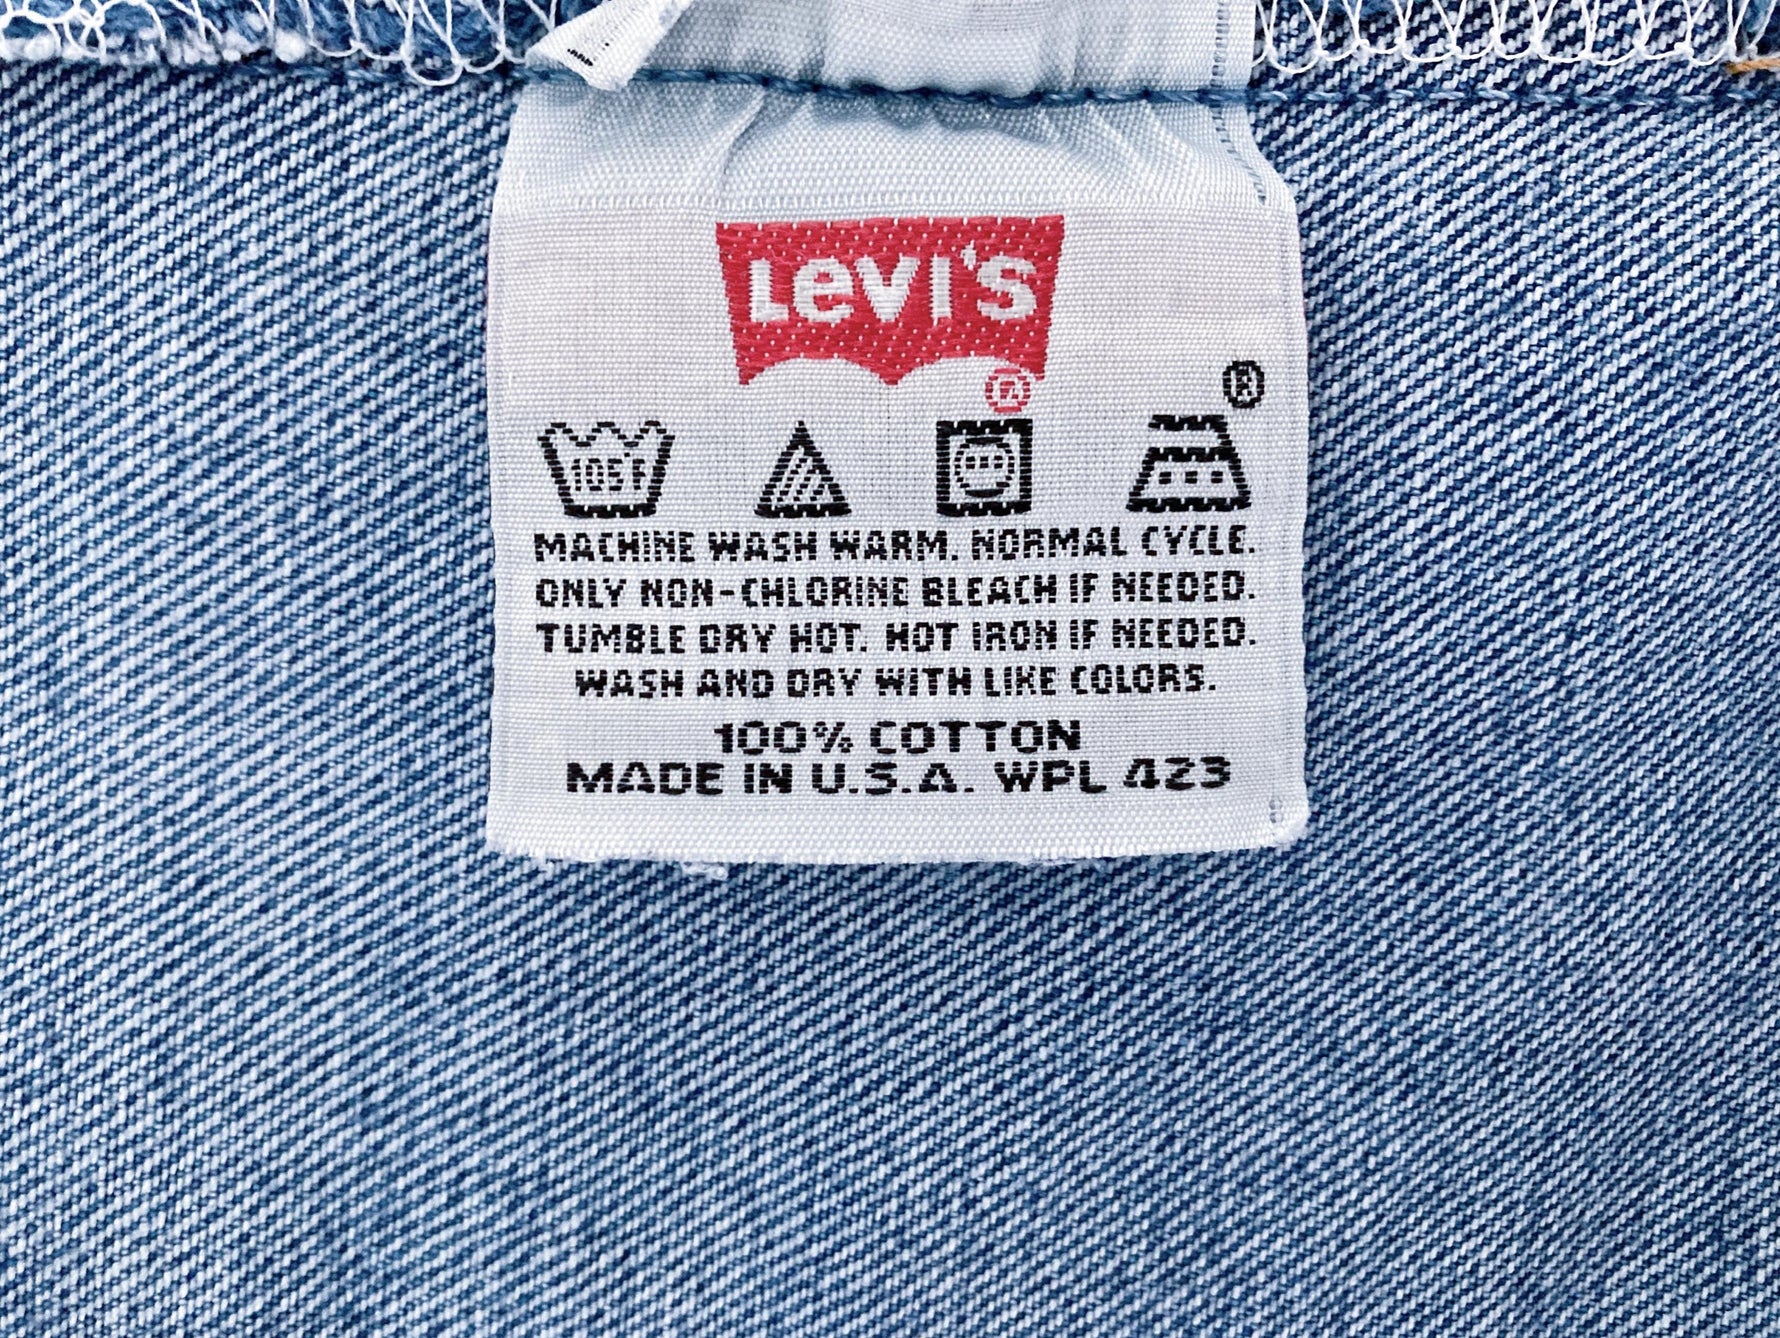 LEVI'S
®
®
105°F
MACHINE WASH WARM. NORMAL CYCLE.
ONLY NON-CHLORINE BLEACH IF NEEDED.
TUMBLE DRY HOT. HOT IRON IF NEEDED.
WASH AND DRY WITH LIKE COLORS.
100% COTTON
MADE IN U.S.A. WPL 423